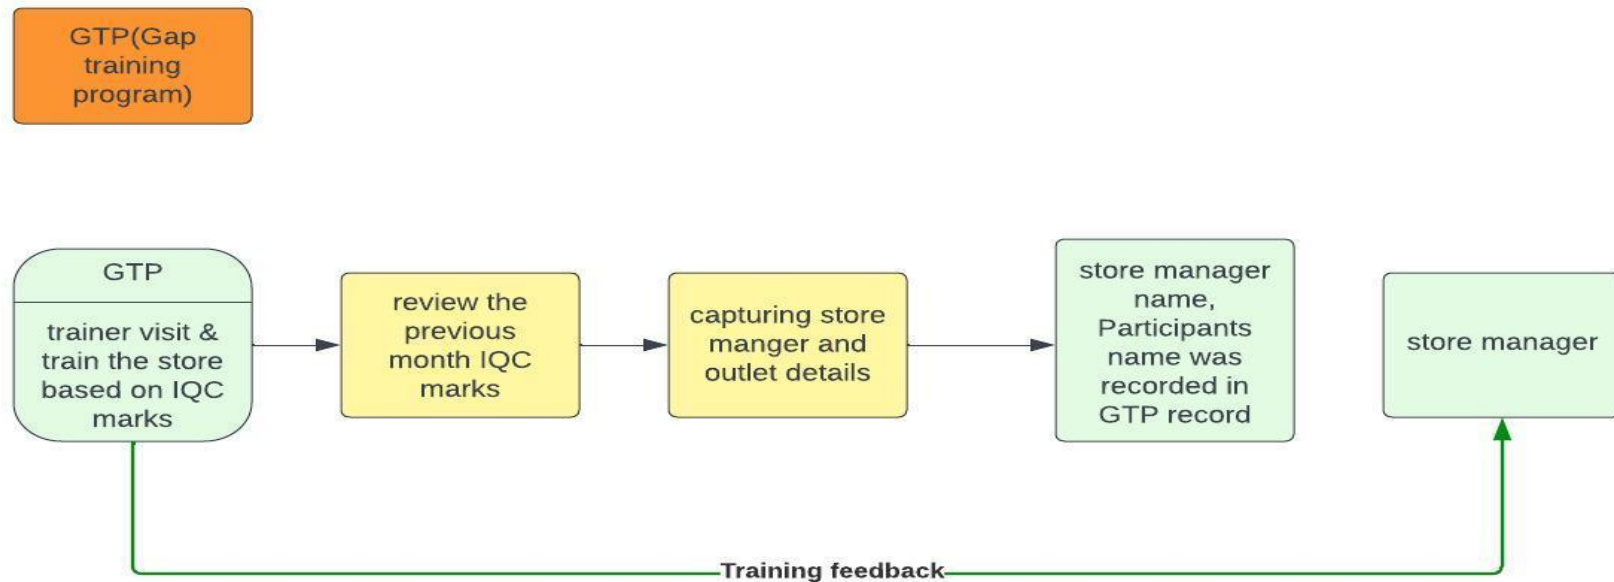 GTP(Gap
training
program)
GTP
trainer visit &
train the store
based on IQC
marks
review the
previous
month IQC
marks
capturing store
manger and
outlet details
store manager
name,
Participants
name was
recorded in
GTP record
store manager
Training feedback